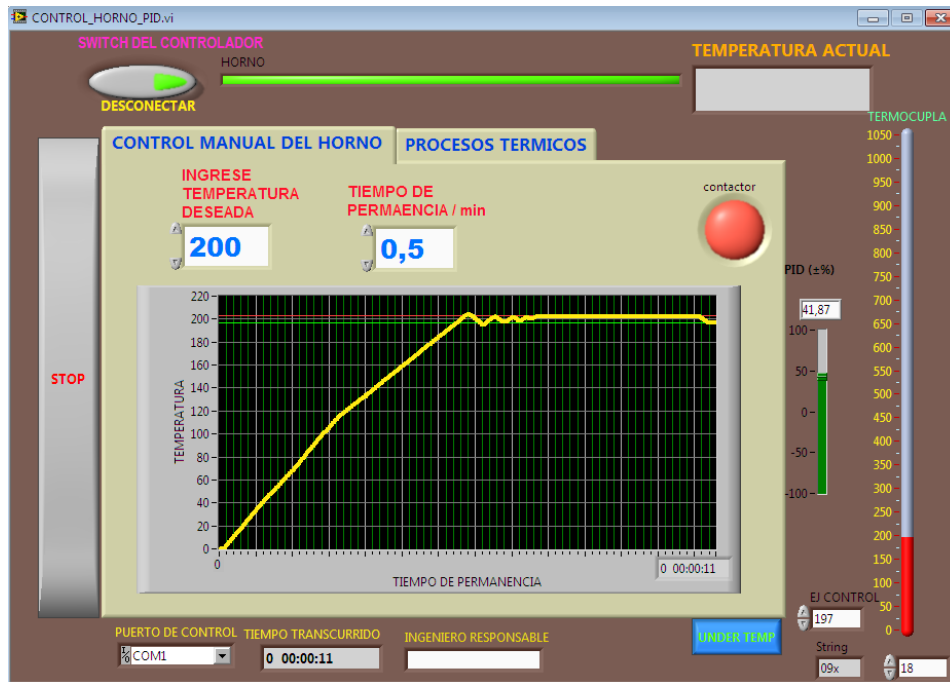 CONTROL_HORNO_PID.vi
SWITCH DEL CONTROLADOR
HORNO
TEMPERATURA ACTUAL
DESCONECTAR
TERMOCUPLA
CONTROL MANUAL DEL HORNO
PROCESOS TERMICOS
INGRESE
TEMPERATURA
DESEADA
200
TIEMPO DE
PERMAENCIA / min
0,5
contactor
STOP
TEMPERATURA
220
200
180
160
140
120
100
80
60
40
20
0
0
TIEMPO DE PERMANENCIA
0 00:00:11
PID (±%)
41,87
100
50
0
-50
-100
1050
1000
950
900
850
800
750
700
650
600
550
500
450
400
350
300
250
200
150
100
50
0
EJ CONTROL
197
String
09x
18
PUERTO DE CONTROL
COM1
TIEMPO TRANSCURRIDO
0 00:00:11
INGENIERO RESPONSABLE
UNDER TEMP